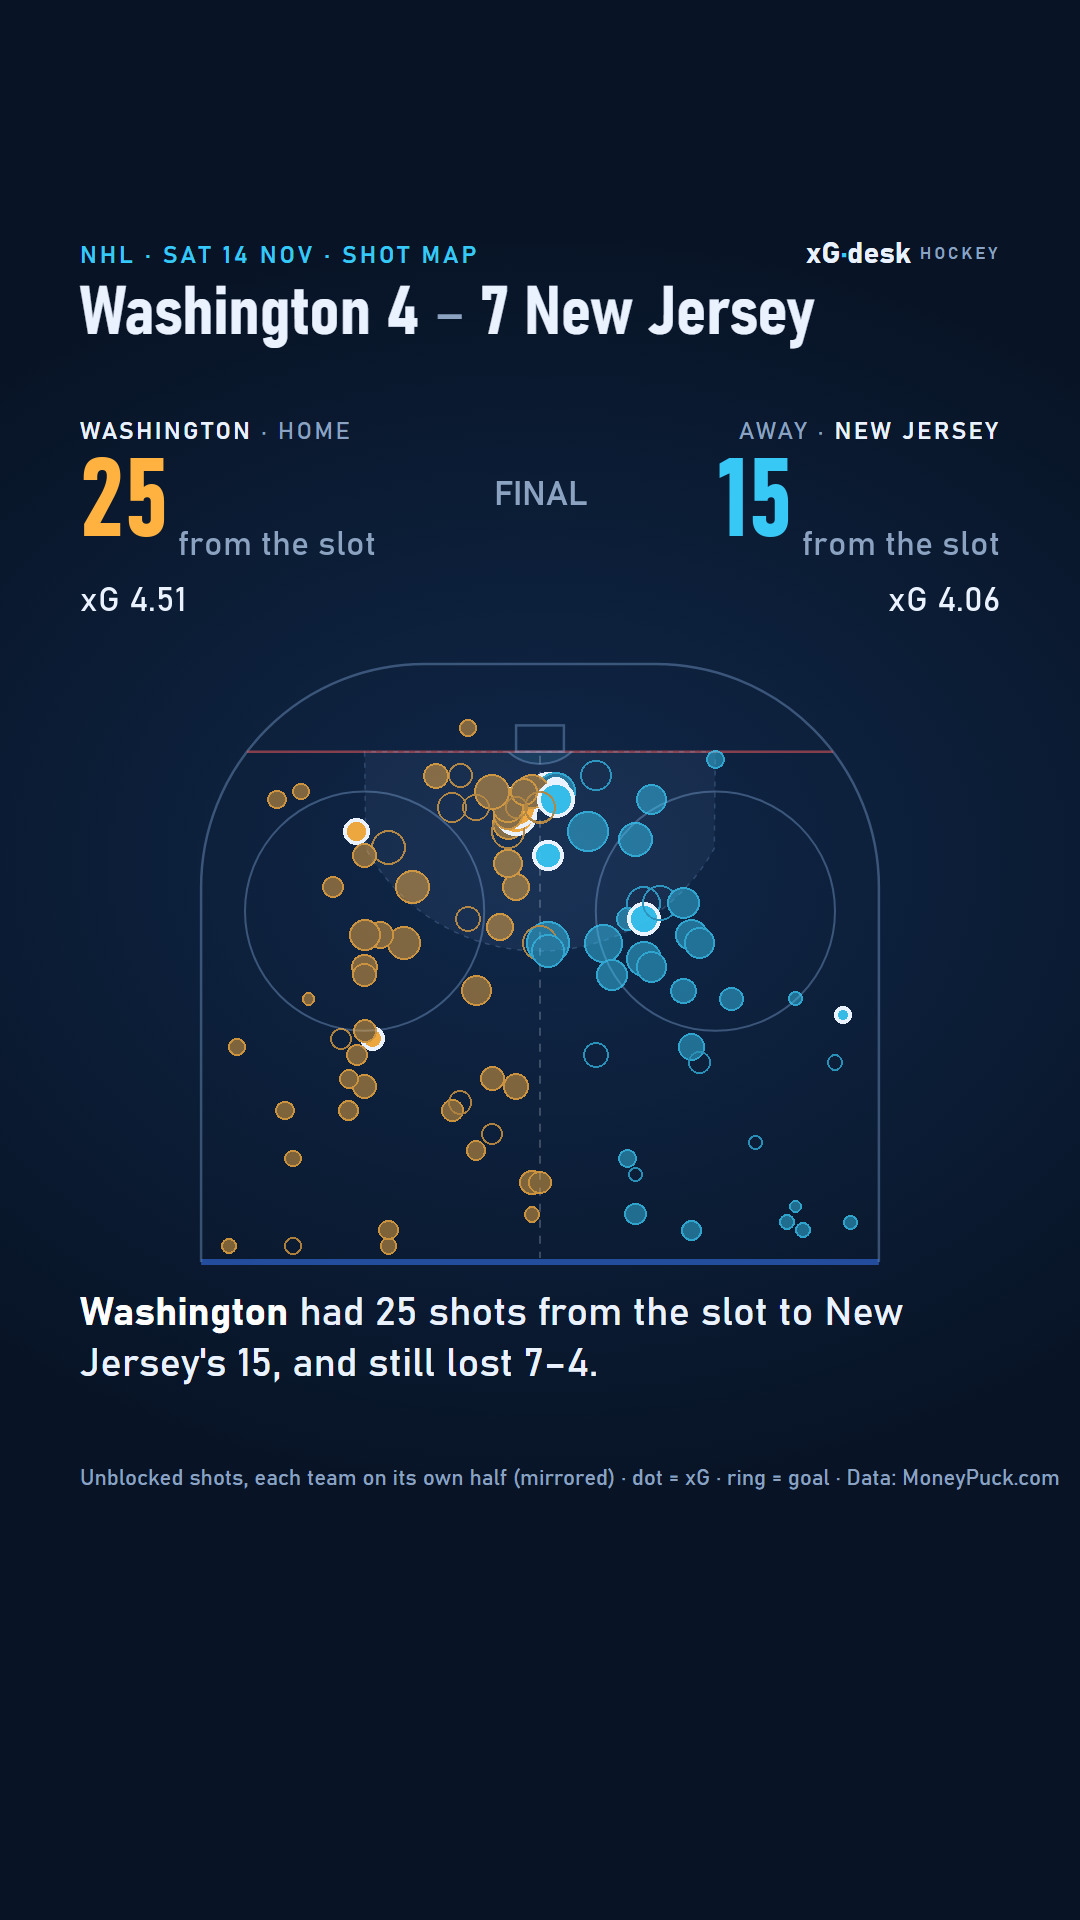 NHL · SAT 14 NOV · SHOT MAP
xG·desk HOCKEY
Washington 4 – 7 New Jersey
WASHINGTON · HOME
AWAY · NEW JERSEY
25 from the slot
FINAL
15 from the slot
xG 4.51
xG 4.06
Washington had 25 shots from the slot to New
Jersey's 15, and still lost 7–4.
Unblocked shots, each team on its own half (mirrored) · dot = xG · ring = goal · Data: MoneyPuck.com